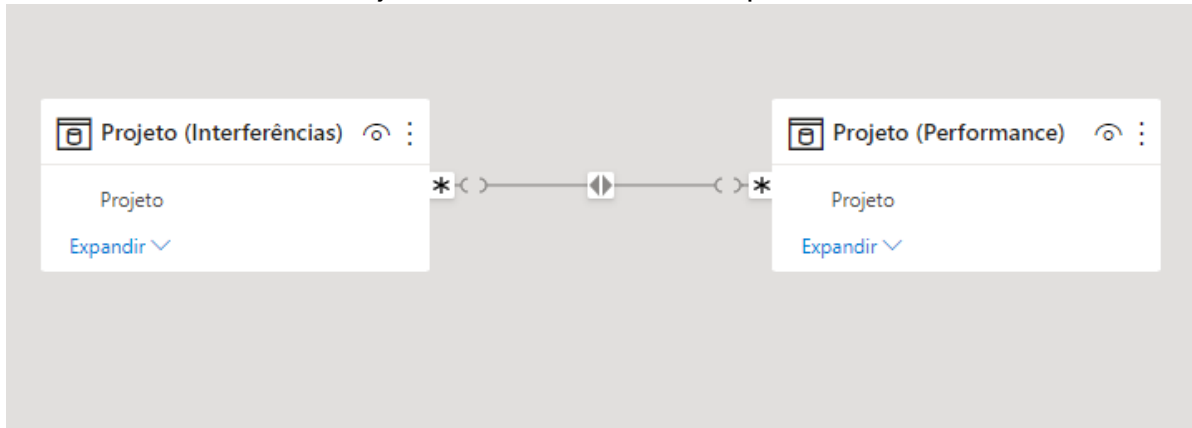 Projeto (Interferências)
Projeto
Expandir
Projeto (Performance)
Projeto
Expandir